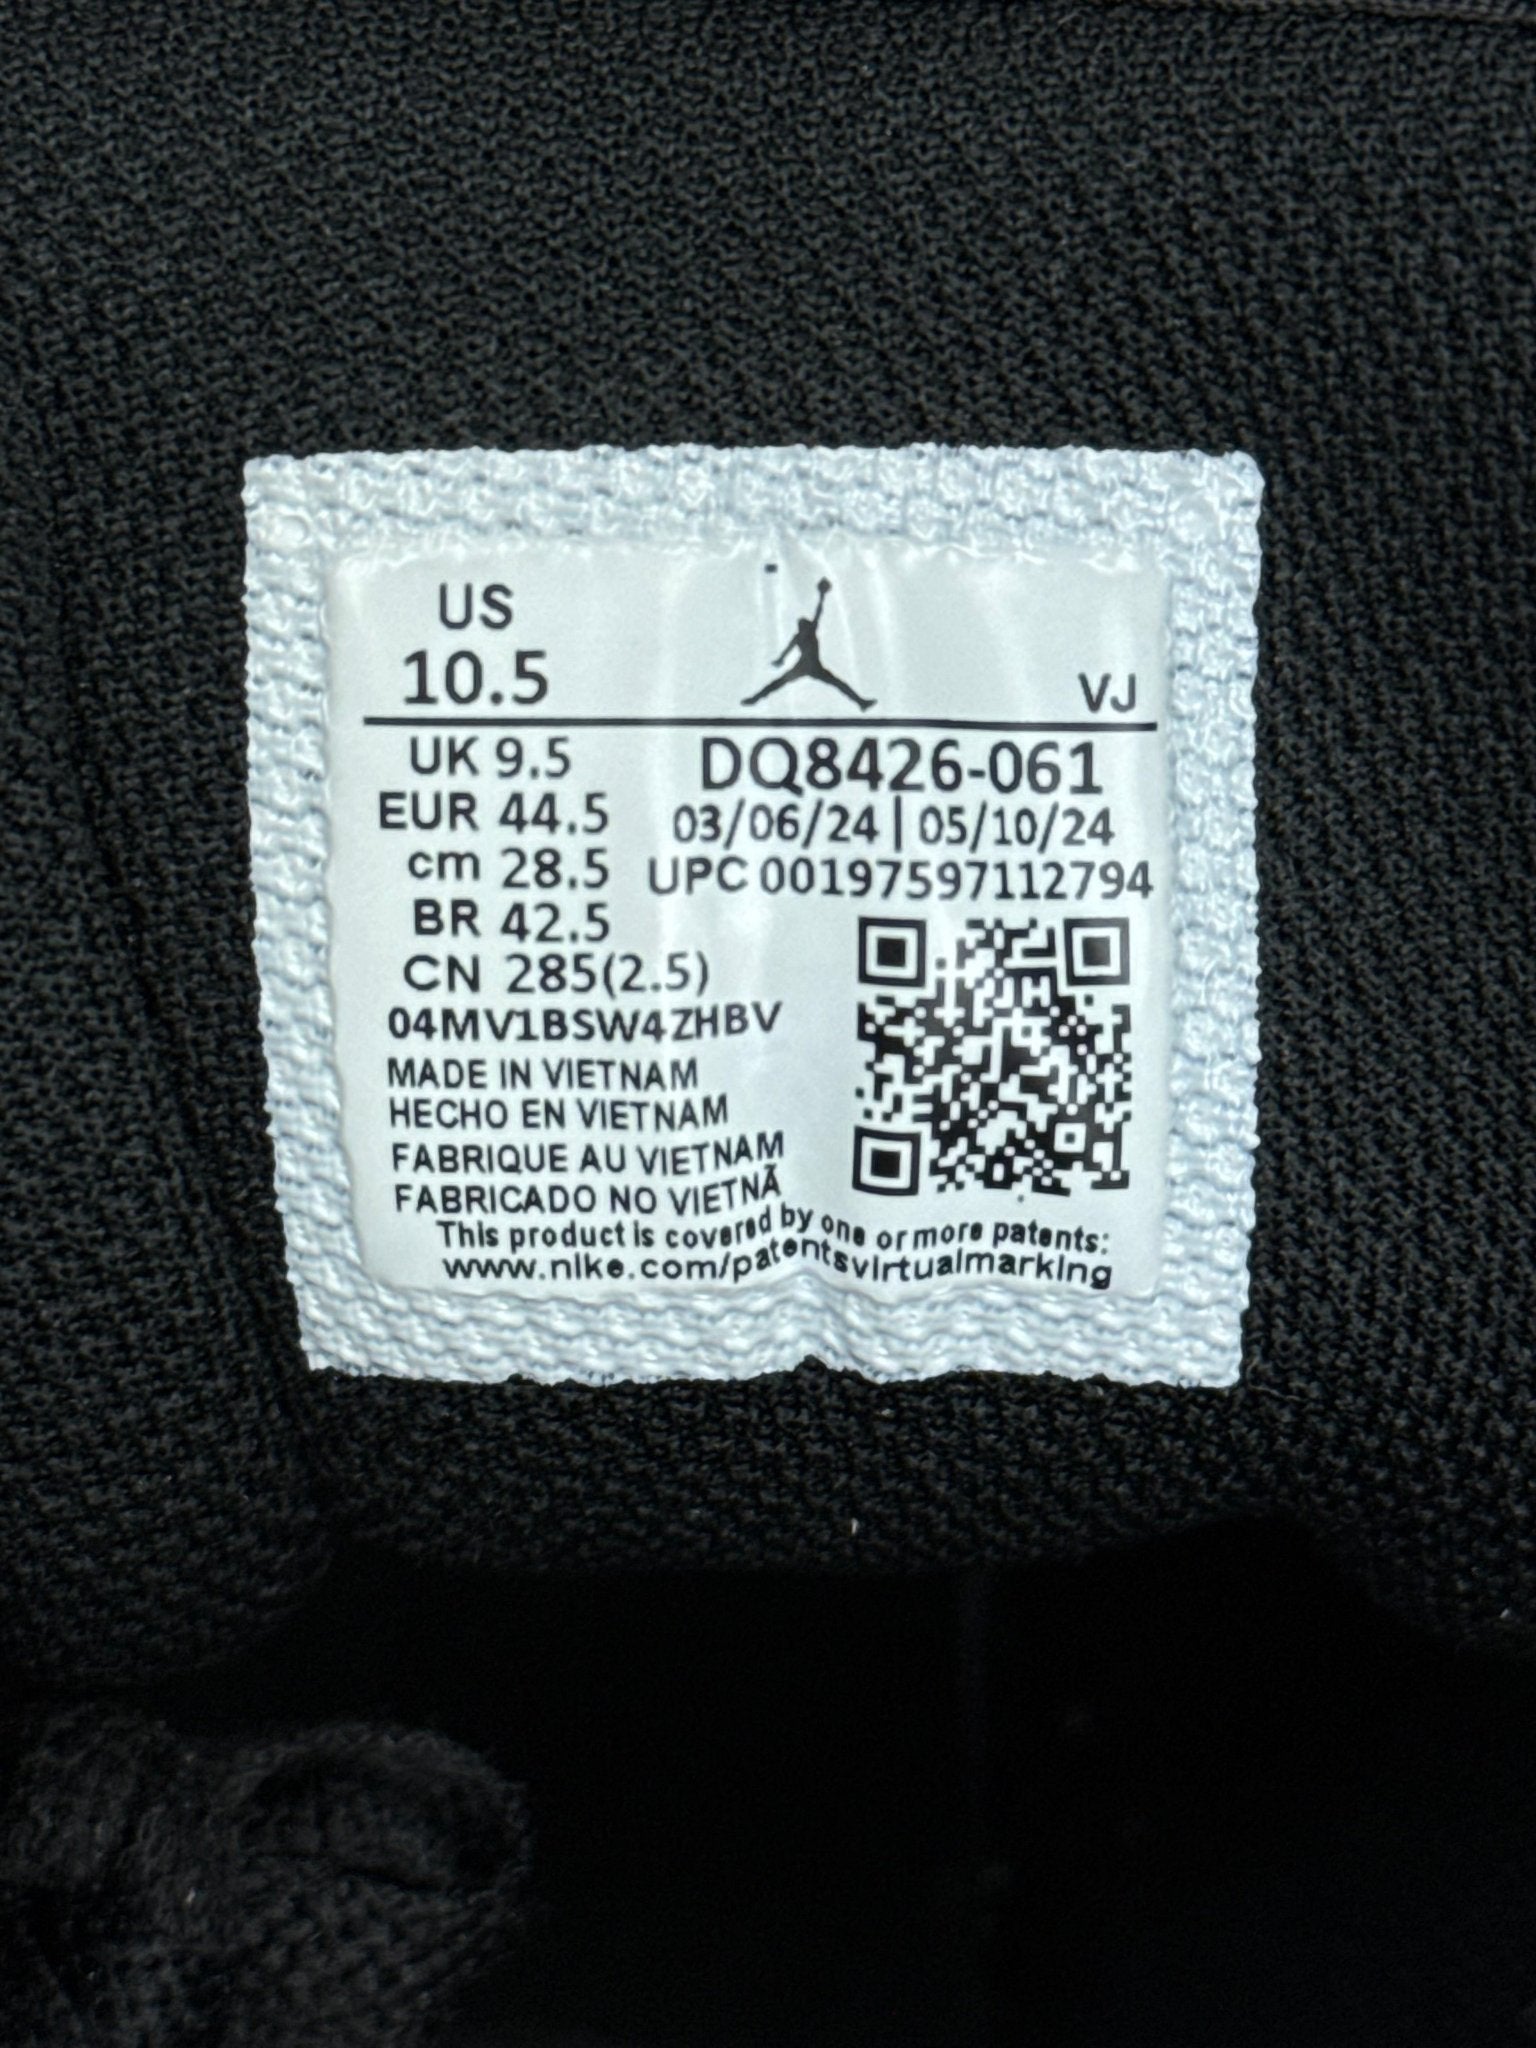 US
10.5
VJ
UK 9.5
EUR 44.5
cm 28.5
BR 42.5
CN 285(2.5)
DQ8426-061
03/06/24 | 05/10/24
UPC 00197597112794
04MV1BSW4ZHBV
MADE IN VIETNAM
HECHO EN VIETNAM
FABRIQUE AU VIETNAM
FABRICADO NO VIETNÃ
This product is covered by one or more patents:
www.nike.com/patentsvirtualmarking